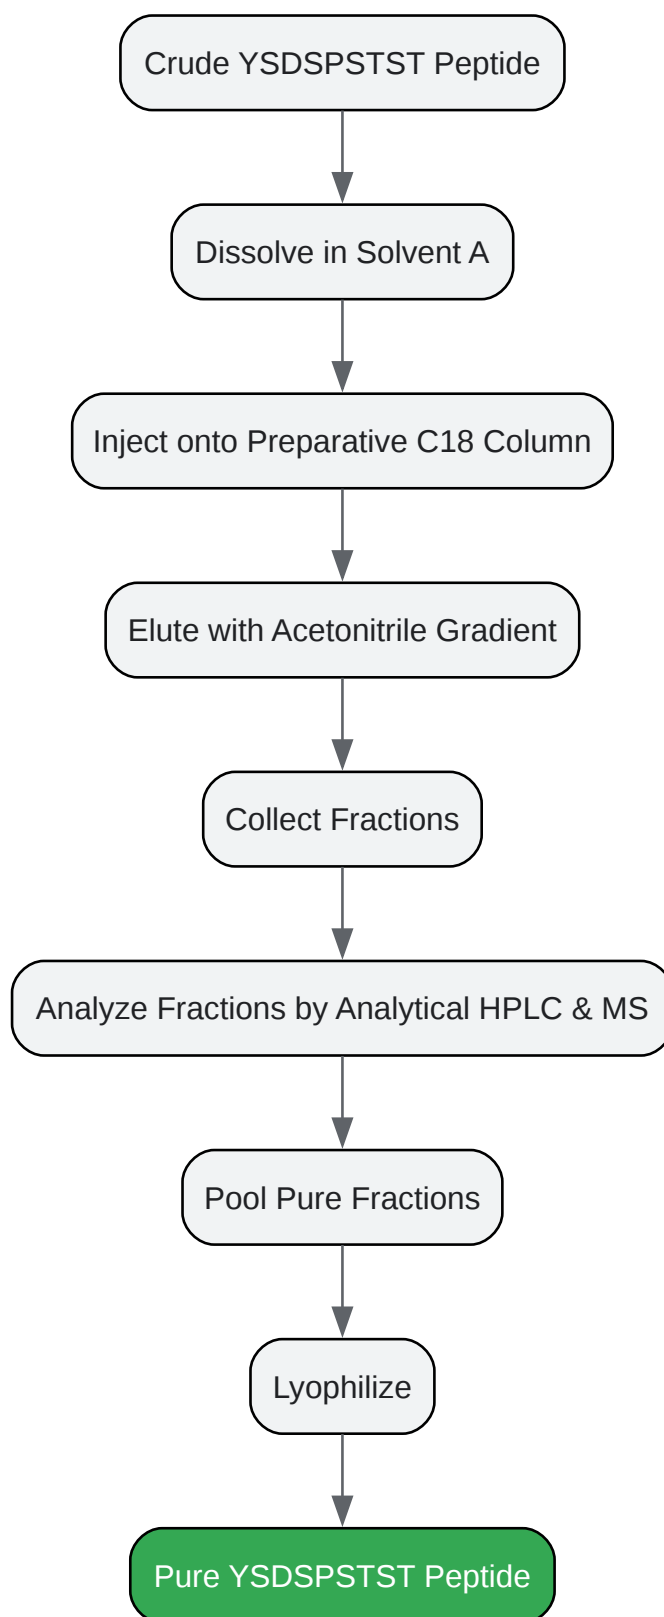 Crude YSDSPSTST Peptide
Dissolve in Solvent A
Inject onto Preparative C18 Column
Elute with Acetonitrile Gradient
Collect Fractions
Analyze Fractions by Analytical HPLC & MS
Pool Pure Fractions
Lyophilize
Pure YSDSPSTST Peptide